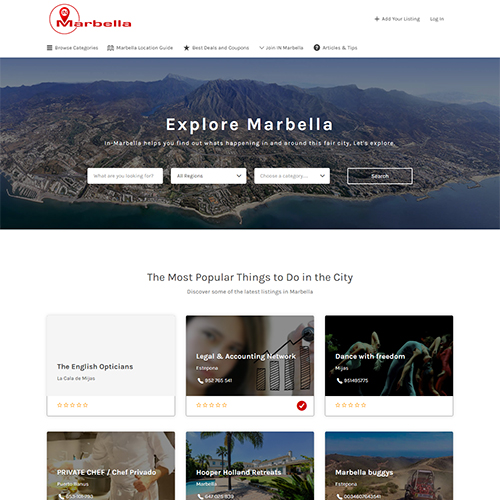 IN
Marbella
+ Add Your Listing
Log In
Browse Categories
Marbella Location Guide
Best Deals and Coupons
Join IN Marbella
Articles & Tips
Explore Marbella
In-Marbella helps you find out whats happening in and around this fair city, Let's explore.
What are you looking for?
All Regions
Choose a category...
Search
The Most Popular Things to Do in the City
Discover some of the latest listings in Marbella
The English Opticians
La Cala de Mijas
Legal & Accounting Network
Estepona
852 765 541
Dance with freedom
Mijas
851495775
PRIVATE CHEF / Chef Privado
Puerto Banus
Hooper Holland Retreats
Marbella
Marbella buggys
Estepona
0034607643141